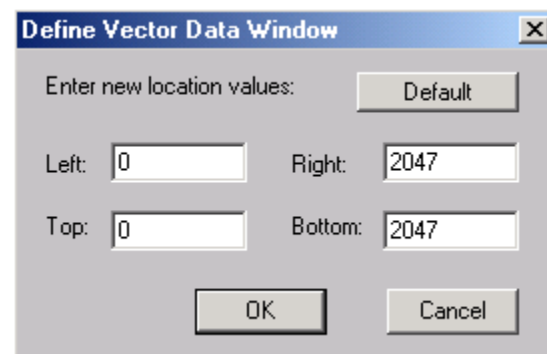 Define Vector Data Window
Enter new location values: Default
Left: 0 Right: 2047
Top: 0 Bottom: 2047
OK Cancel